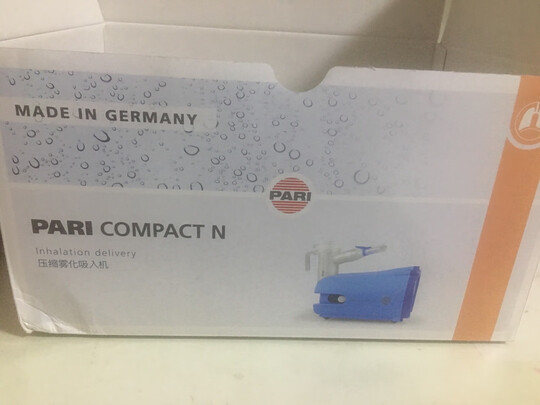 MADE IN GERMANY
PARI
PARI COMPACT N
Inhalation delivery
压缩雾化吸入机